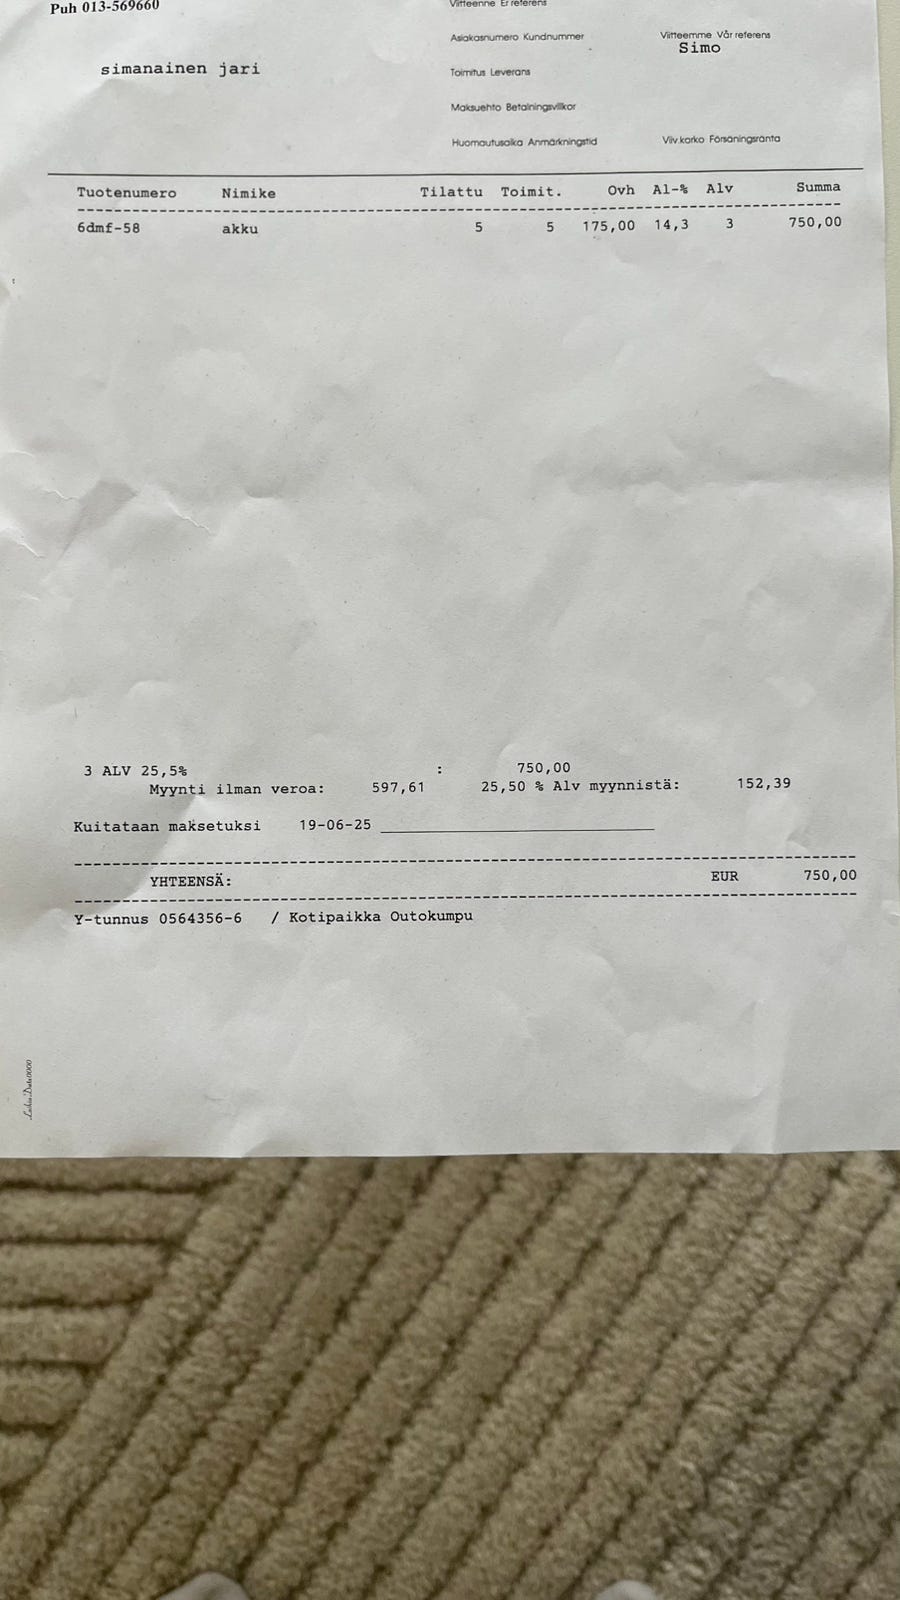 Puh 013-569660
Viitteenne Er referens
Asiakasnumero Kundnummer
Viitteemme Vår referens
Simo
simanainen jari
Toimitus Leverans
Maksuehto Betalningsvillkor
Huomautusaika Anmärkningstid
Viiv.korko Förseningsränta
Tuotenumero Nimike Tilattu Toimit. Ovh Al-% Alv Summa
6dmf-58 akku 5 5 175,00 14,3 3 750,00
3 ALV 25,5% : 750,00
Myynti ilman veroa: 597,61 25,50 % Alv myynnistä: 152,39
Kuitataan maksetuksi 19-06-25
YHTEENSÄ: EUR 750,00
Y-tunnus 0564356-6 / Kotipaikka Outokumpu